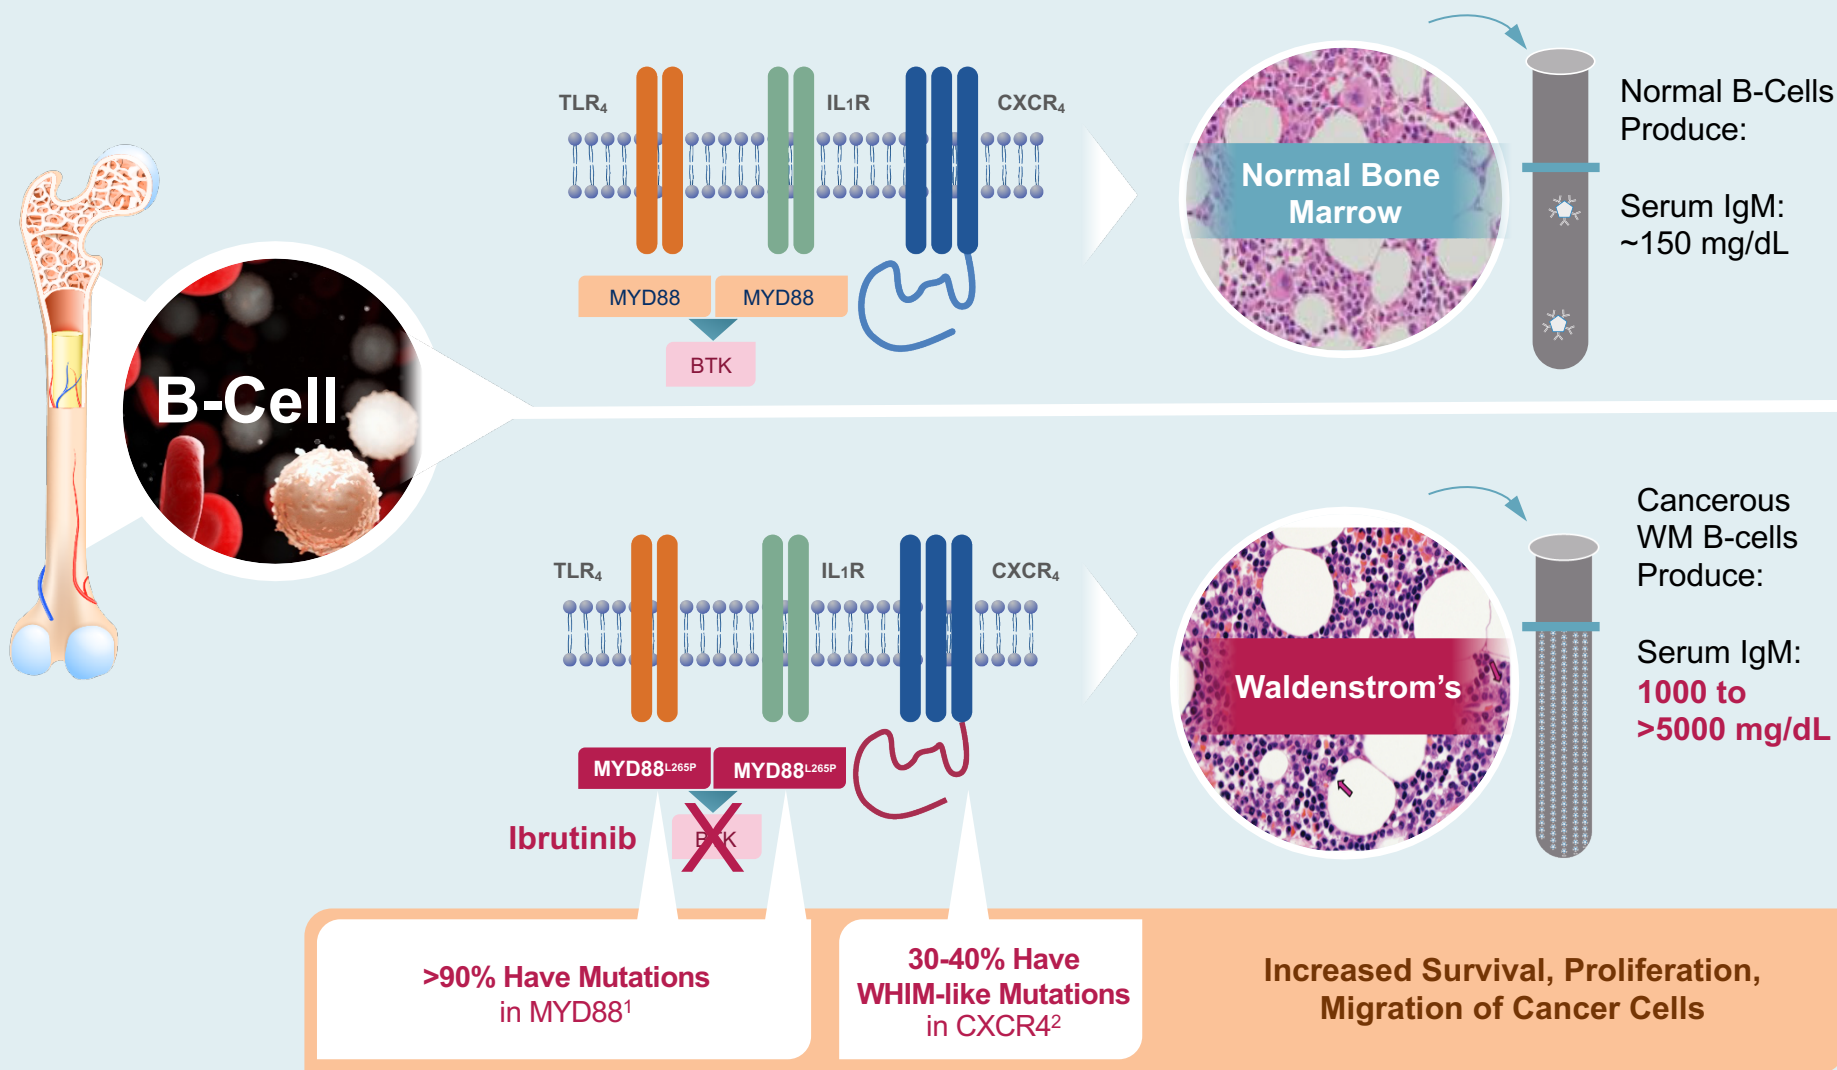 B-Cell
TLR4
IL1R
CXCR4
MYD88
MYD88
BTK
Normal Bone
Marrow
Normal B-Cells
Produce:
Serum IgM:
~150 mg/dL
TLR4
IL1R
CXCR4
MYD88L265P
MYD88L265P
Ibrutinib
BTK
Waldenstrom’s
Cancerous
WM B-cells
Produce:
Serum IgM:
1000 to
>5000 mg/dL
>90% Have Mutations
in MYD88¹
30-40% Have
WHIM-like Mutations
in CXCR4²
Increased Survival, Proliferation,
Migration of Cancer Cells